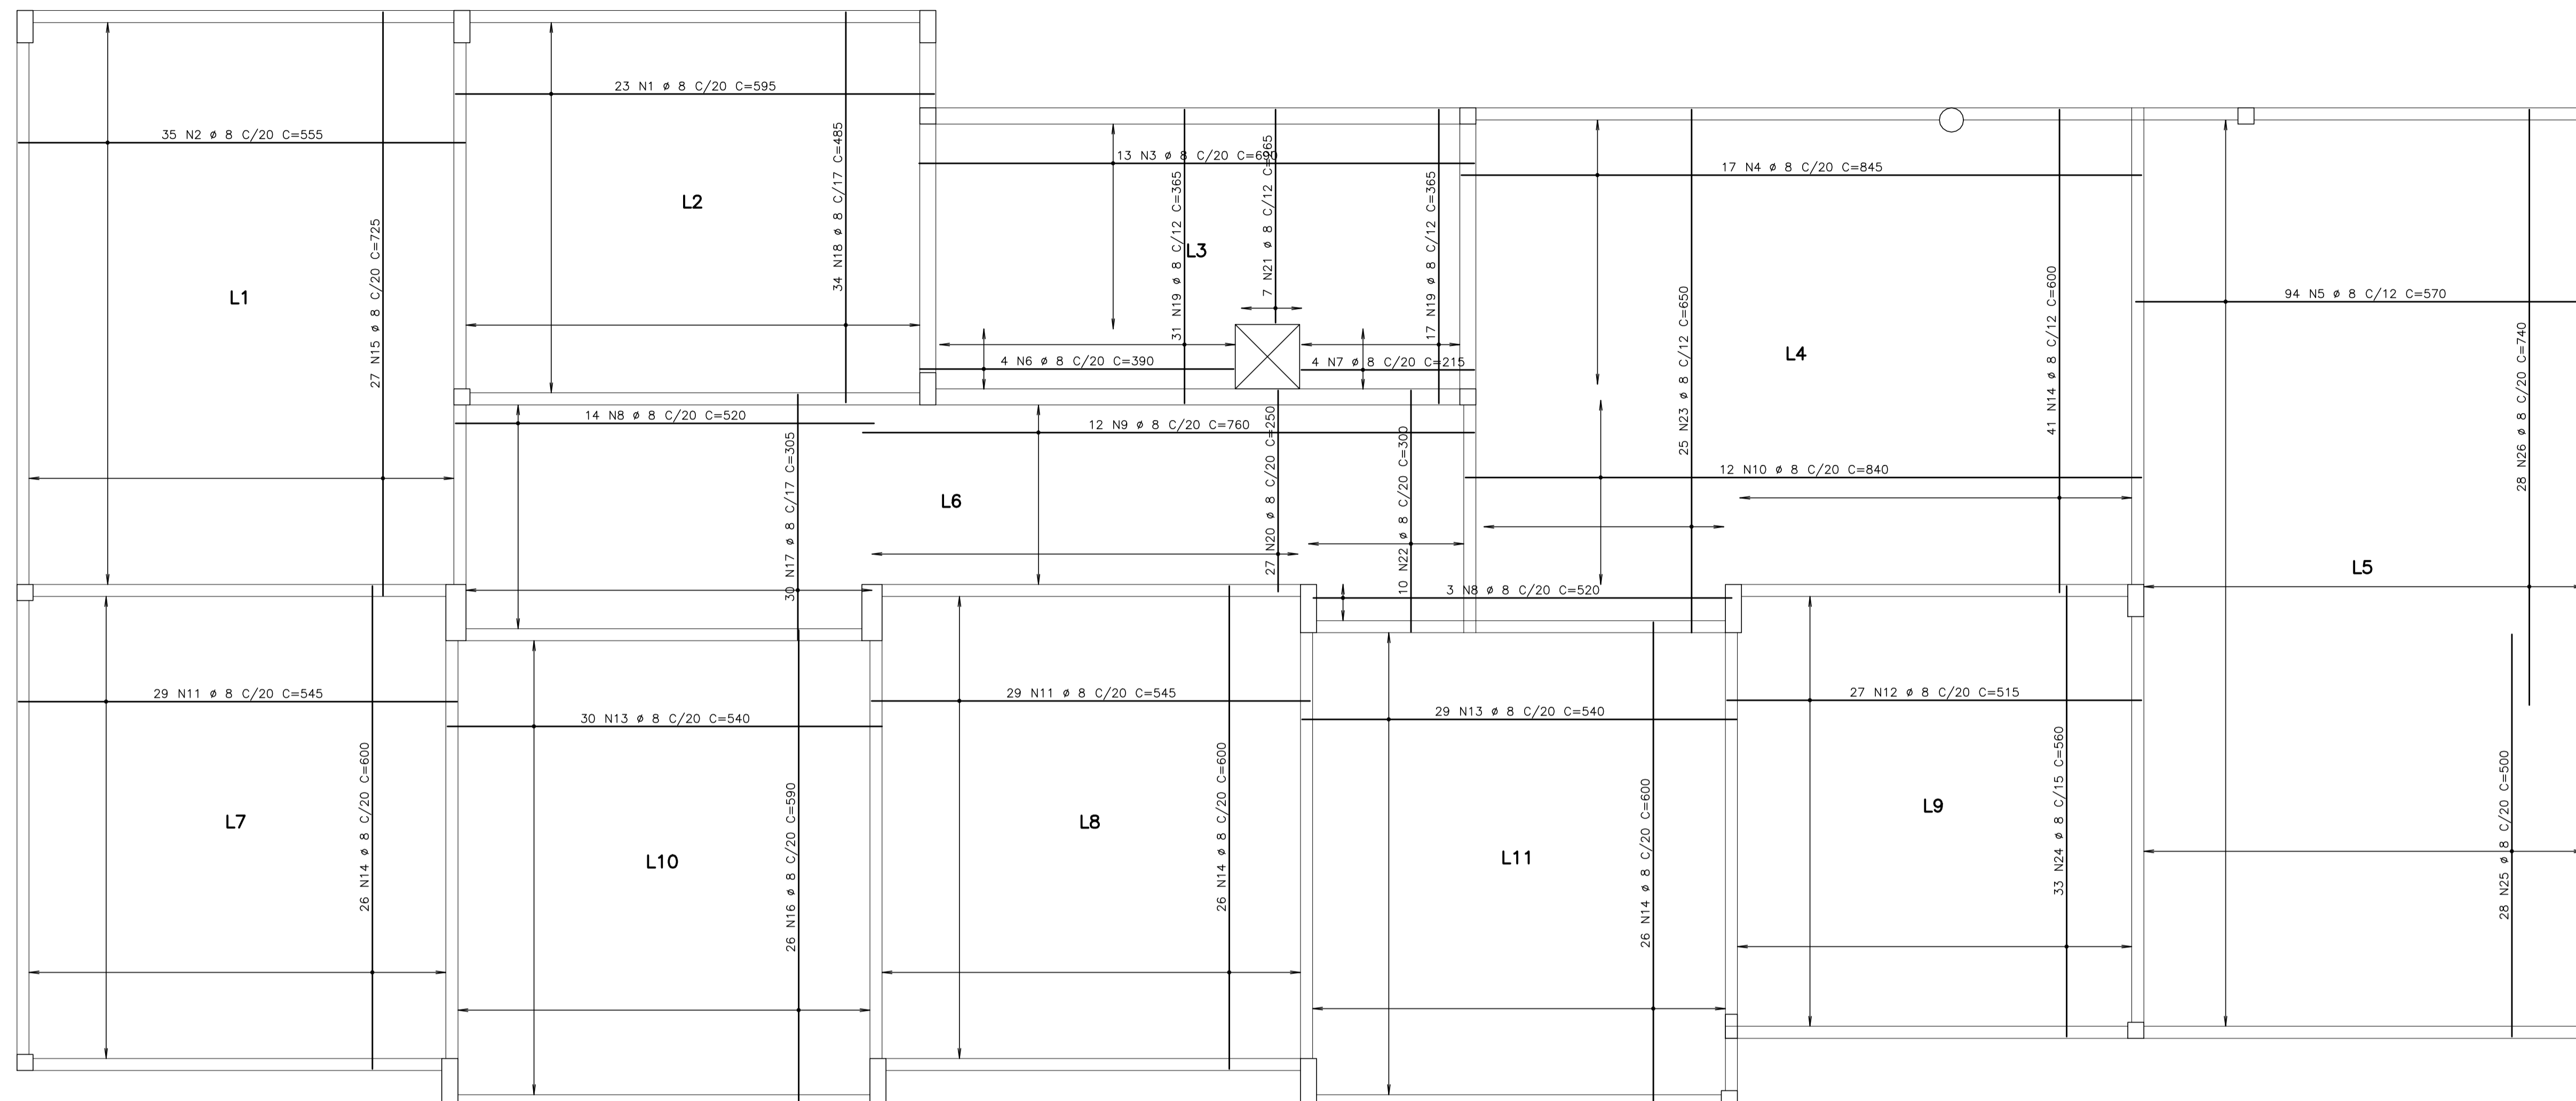 23 N1 ø 8 C/20 C=595
35 N2 ø 8 C/20 C=555
34 N18 ø 8 C/17 C=485
13 N3 ø 8 C/20 C=690
7 N21 ø 8 C/12 C=265
17 N4 ø 8 C/20 C=845
L2
31 N19 ø 8 C/12 C=365
17 N19 ø 8 C/12 C=365
L3
L1
27 N15 ø 8 C/20 C=725
94 N5 ø 8 C/12 C=570
25 N23 ø 8 C/12 C=650
L4
41 N14 ø 8 C/12 C=600
28 N26 ø 8 C/20 C=740
4 N6 ø 8 C/20 C=390
4 N7 ø 8 C/20 C=215
14 N8 ø 8 C/20 C=520
12 N9 ø 8 C/20 C=760
30 N17 ø 8 C/17 C=305
27 N20 ø 8 C/20 C=250
10 N22 ø 8 C/20 C=300
12 N10 ø 8 C/20 C=840
L6
L5
3 N8 ø 8 C/20 C=520
29 N11 ø 8 C/20 C=545
30 N13 ø 8 C/20 C=540
29 N11 ø 8 C/20 C=545
29 N13 ø 8 C/20 C=540
27 N12 ø 8 C/20 C=515
26 N14 ø 8 C/20 C=600
26 N16 ø 8 C/20 C=590
26 N14 ø 8 C/20 C=600
26 N14 ø 8 C/20 C=600
33 N24 ø 8 C/15 C=560
28 N25 ø 8 C/20 C=500
L7
L10
L8
L11
L9